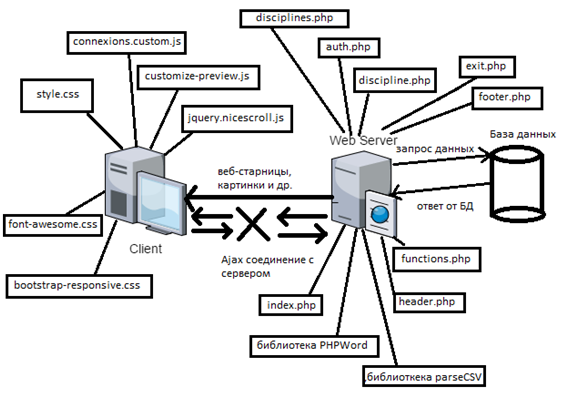 disciplines.php
connexions.custom.js
auth.php
exit.php
customize-preview.js
discipline.php
style.css
footer.php
jquery.nicescroll.js
Web Server
База данных
запрос данных
веб-старницы,
картинки и др.
ответ от БД
font-awesome.css
Client
Ajax соединение с
сервером
functions.php
bootstrap-responsive.css
index.php
header.php
библиотека PHPWord
,библиоткека parseCSV